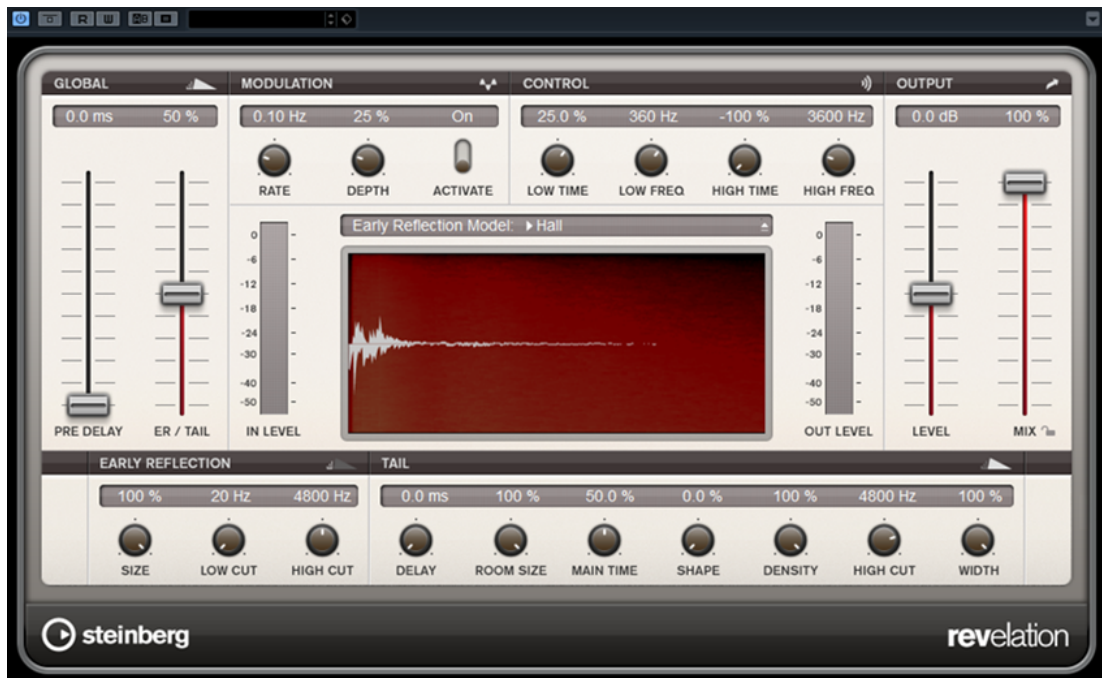 R W AB
GLOBAL MODULATION CONTROL OUTPUT
0.0 ms 50 % 0.10 Hz 25 % On 25.0 % 360 Hz -100 % 3600 Hz 0.0 dB 100 %
RATE DEPTH ACTIVATE LOW TIME LOW FREQ HIGH TIME HIGH FREQ
Early Reflection Model: Hall
0 0
-6 -6
-12 -12
-18 -18
-24 -24
-30 -30
-40 -40
-50 -50
PRE DELAY ER / TAIL IN LEVEL OUT LEVEL LEVEL MIX
EARLY REFLECTION TAIL
100 % 20 Hz 4800 Hz 0.0 ms 100 % 50.0 % 0.0 % 100 % 4800 Hz 100 %
SIZE LOW CUT HIGH CUT DELAY ROOM SIZE MAIN TIME SHAPE DENSITY HIGH CUT WIDTH
steinberg revelation